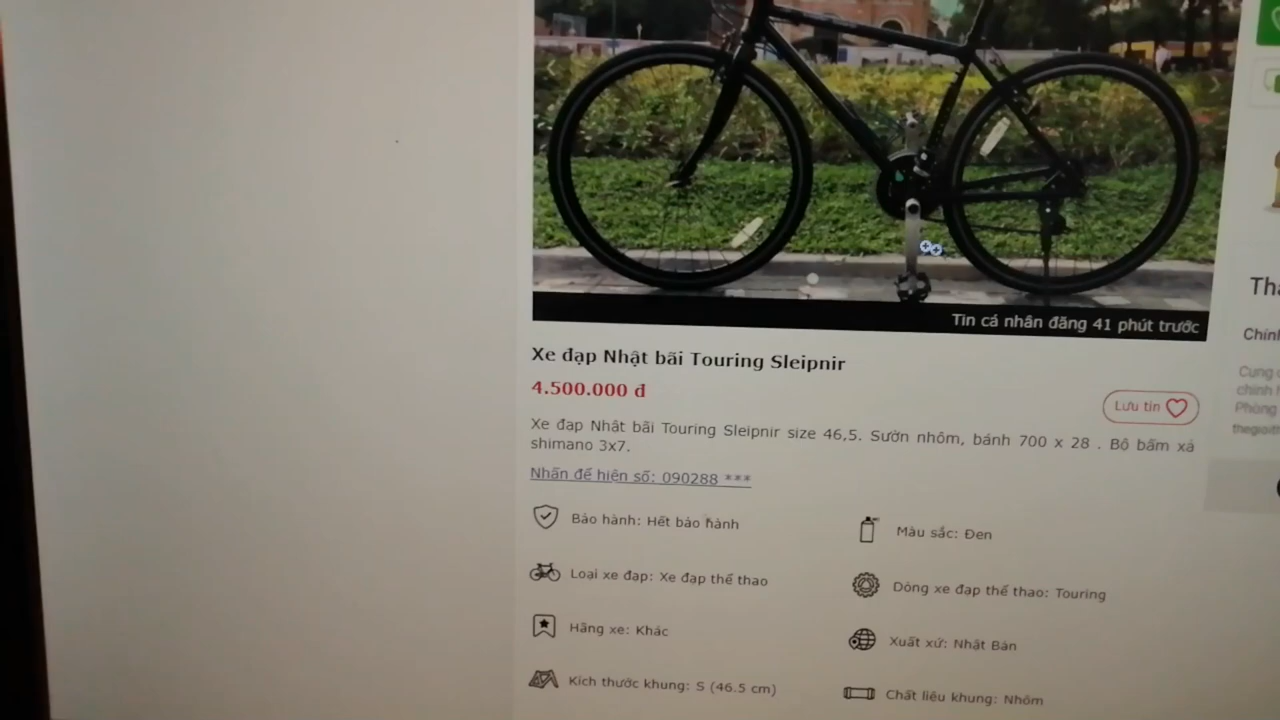 Tin cá nhân đăng 41 phút trước
Xe đạp Nhật bãi Touring Sleipnir
4.500.000 đ
Lưu tin
Xe đạp Nhật bãi Touring Sleipnir size 46,5. Sườn nhôm, bánh 700 x 28 . Bộ bấm xả
shimano 3x7.
Nhấn để hiện số: 090288 ***
Bảo hành: Hết bảo hành
Màu sắc: Đen
Loại xe đạp: Xe đạp thể thao
Dòng xe đạp thể thao: Touring
Hãng xe: Khác
Xuất xứ: Nhật Bản
Kích thước khung: S (46.5 cm)
Chất liệu khung: Nhôm
Chính
Cung
chính
Phòng